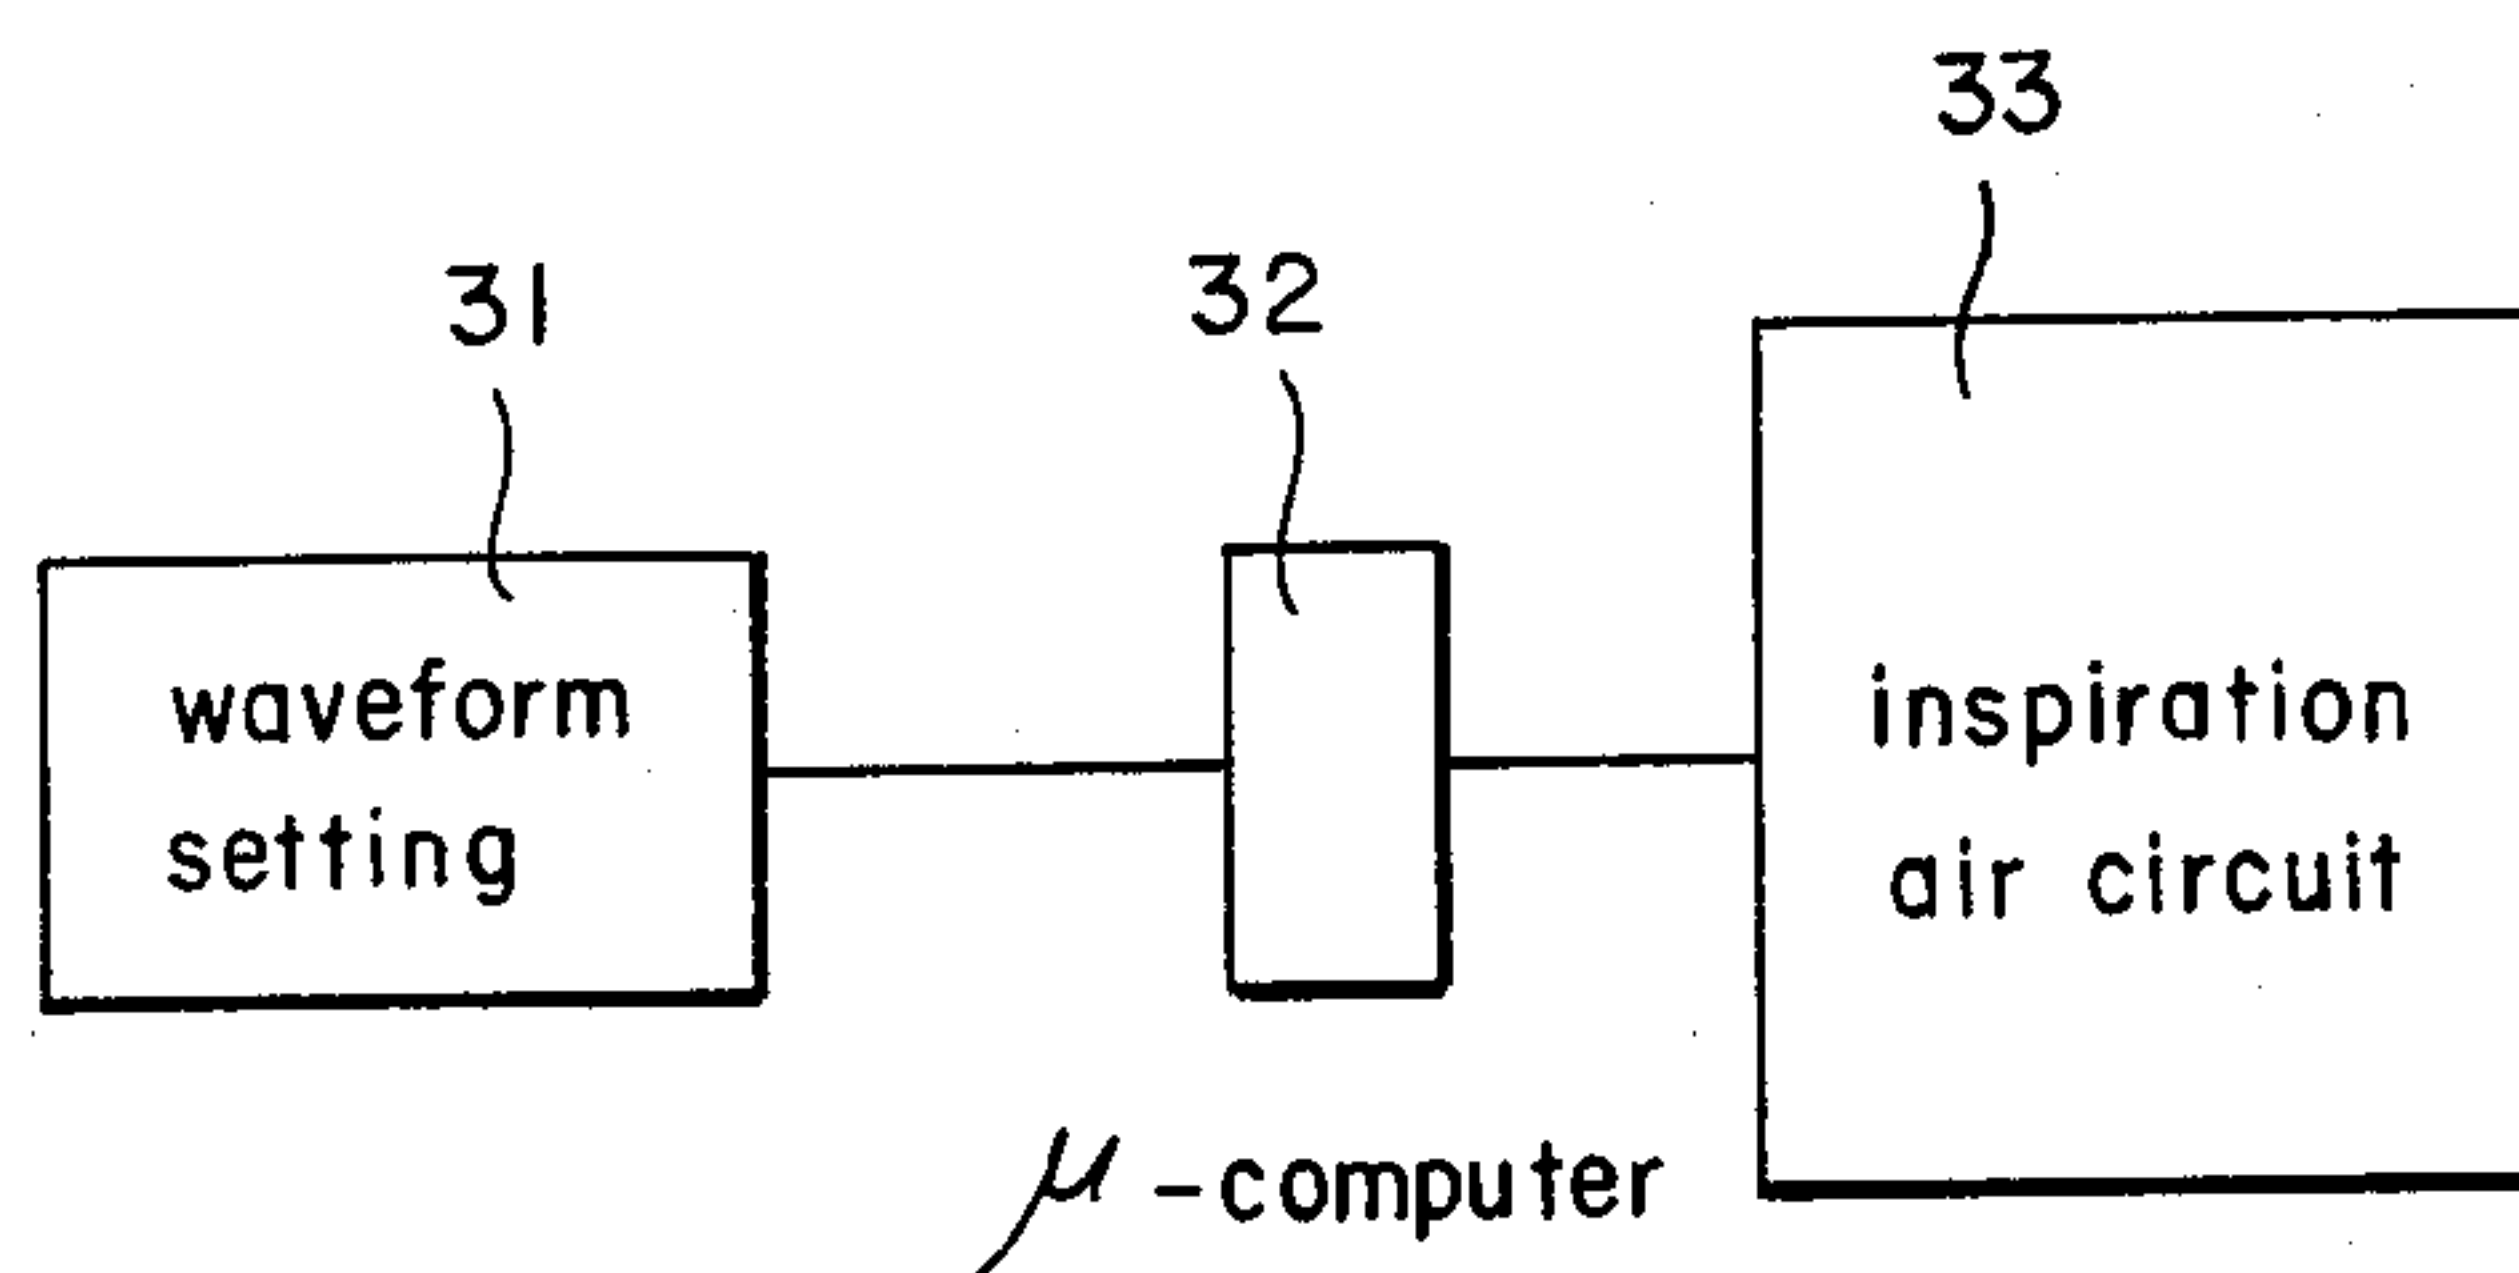 33
31
32
waveform
setting
inspiration
air circuit
μ-computer